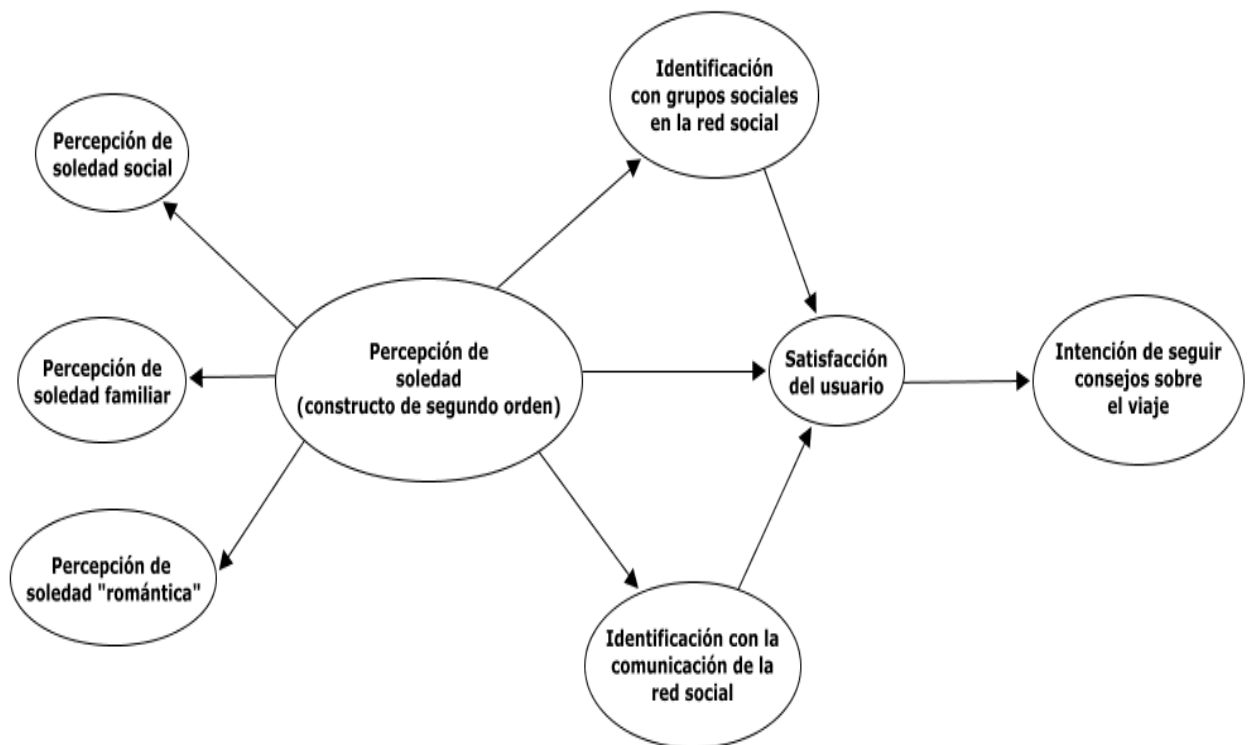 Identificación
con grupos sociales
en la red social
Percepción de
soledad social
Percepción de
soledad
(constructo de segundo orden)
Percepción de
soledad familiar
Satisfacción
del usuario
Intención de seguir
consejos sobre
el viaje
Percepción de
soledad "romántica"
Identificación con la
comunicación de la
red social